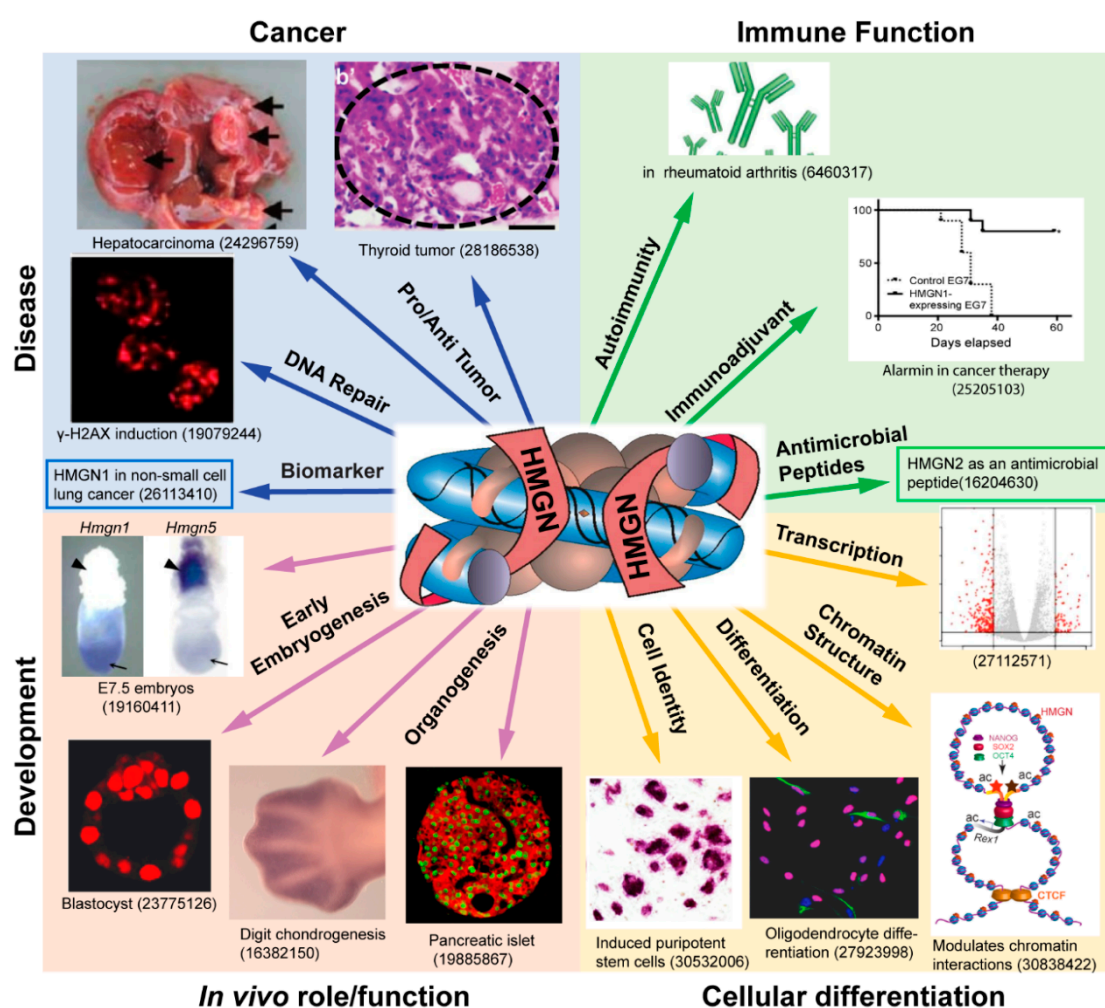 Cancer
Immune Function
Disease
Development
b'
Hepatocarcinoma (24296759)
Thyroid tumor (28186538)
γ-H2AX induction (19079244)
HMGN1 in non-small cell
lung cancer (26113410)
Pro/Anti Tumor
DNA Repair
Biomarker
in rheumatoid arthritis (6460317)
100
50
0
Control EG7
HMGN1-
expressing EG7
0 20 40 60
Days elapsed
Alarmin in cancer therapy
(25205103)
Autoimmunity
Immunoadjuvant
Antimicrobial
Peptides
HMGN2 as an antimicrobial
peptide(16204630)
HMGN
HMGN
Hmgn1 Hmgn5
E7.5 embryos
(19160411)
Early
Embryogenesis
Organogenesis
Blastocyst (23775126)
Digit chondrogenesis
(16382150)
Pancreatic islet
(19885867)
Transcription
Chromatin
Structure
Differentiation
Cell Identity
(27112571)
HMGN
NANOG
SOX2
OCT4
ac ac
ac ac
Rex1
CTCF
Induced puripotent
stem cells (30532006)
Oligodendrocyte diffe-
rentiation (27923998)
Modulates chromatin
interactions (30838422)
In vivo role/function
Cellular differentiation